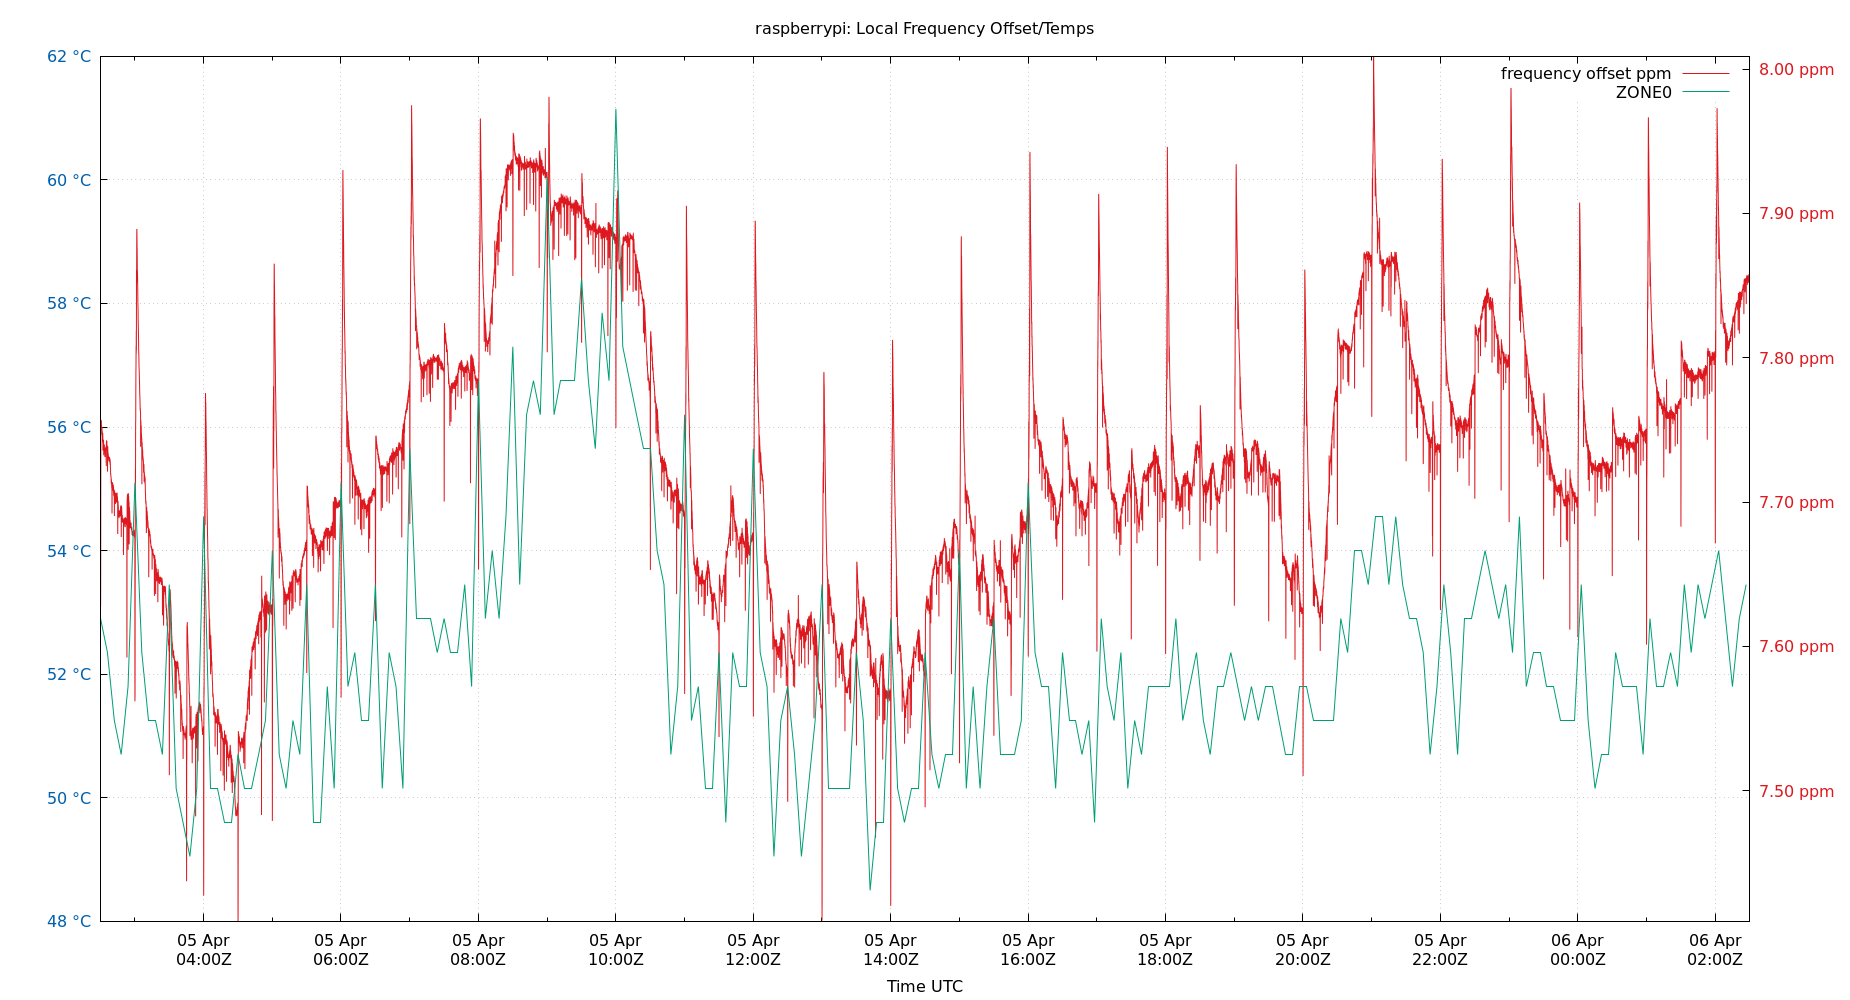 raspberrypi: Local Frequency Offset/Temps
62 °C
60 °C
58 °C
56 °C
54 °C
52 °C
50 °C
48 °C
8.00 ppm
7.90 ppm
7.80 ppm
7.70 ppm
7.60 ppm
7.50 ppm
frequency offset ppm
ZONE0
05 Apr 05 Apr 05 Apr 05 Apr 05 Apr 05 Apr 05 Apr 05 Apr 05 Apr 05 Apr 06 Apr 06 Apr
04:00Z 06:00Z 08:00Z 10:00Z 12:00Z 14:00Z 16:00Z 18:00Z 20:00Z 22:00Z 00:00Z 02:00Z
Time UTC